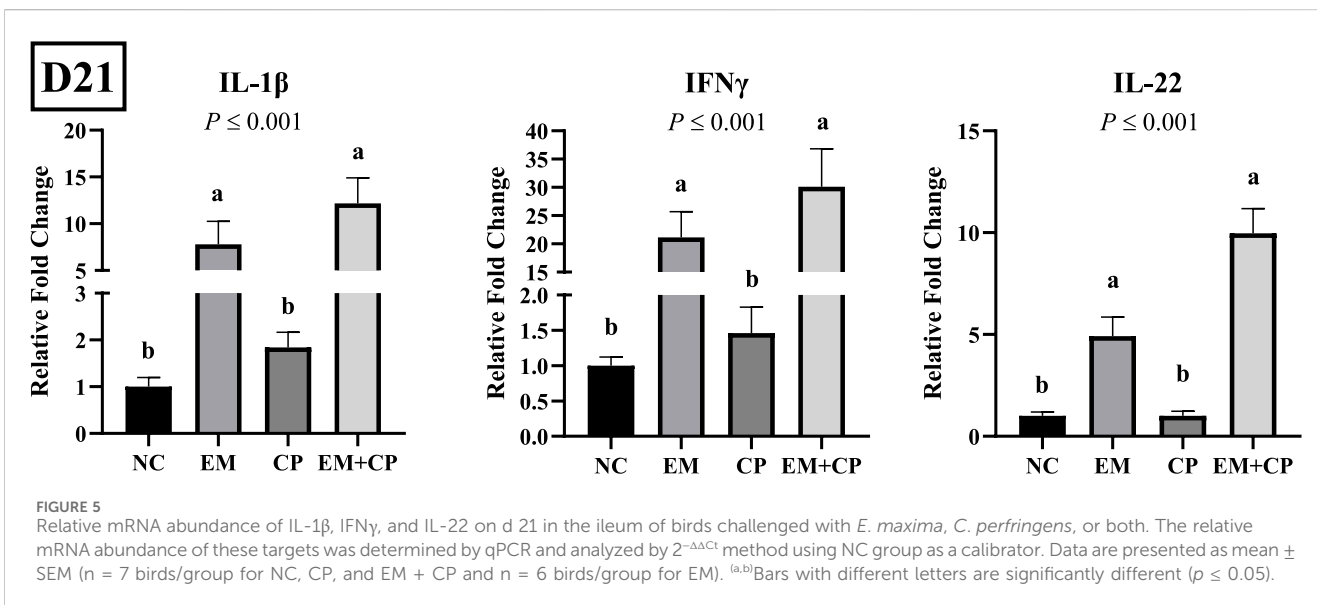 D21
IL-1β
P ≤ 0.001
Relative Fold Change
20
15
10
5
3
2
1
0
b
a
b
a
NC EM CP EM+CP
IFNγ
P ≤ 0.001
Relative Fold Change
40
35
30
25
20
15
2.0
1.5
1.0
0.5
0.0
b
a
b
a
NC EM CP EM+CP
IL-22
P ≤ 0.001
Relative Fold Change
15
10
5
0
b
a
b
a
NC EM CP EM+CP
FIGURE 5
Relative mRNA abundance of IL-1β, IFNγ, and IL-22 on d 21 in the ileum of birds challenged with E. maxima, C. perfringens, or both. The relative
mRNA abundance of these targets was determined by qPCR and analyzed by 2−ΔΔCt method using NC group as a calibrator. Data are presented as mean ±
SEM (n = 7 birds/group for NC, CP, and EM + CP and n = 6 birds/group for EM). (a,b)Bars with different letters are significantly different (p ≤ 0.05).